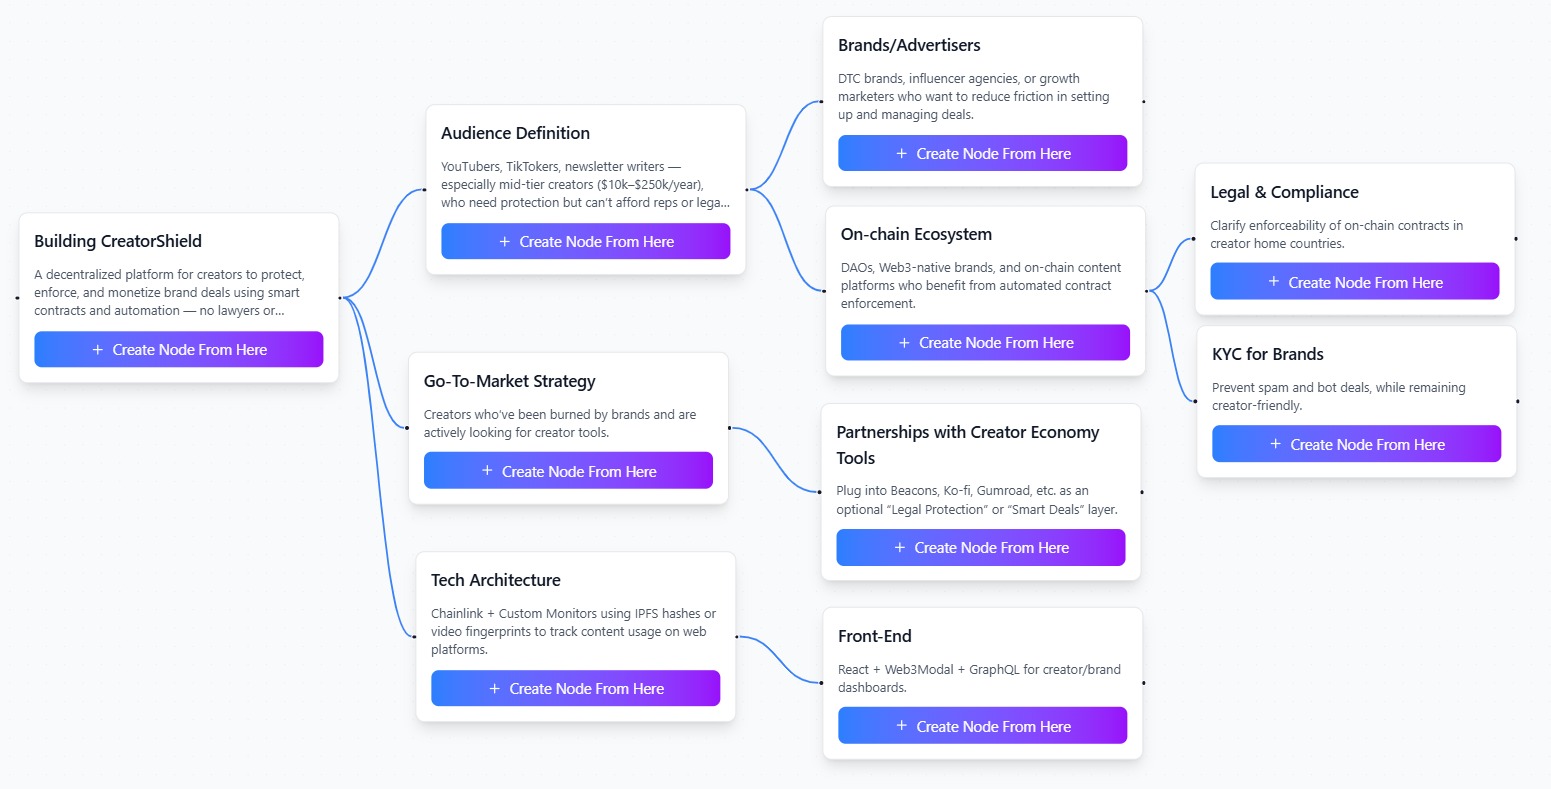 Building CreatorShield
A decentralized platform for creators to protect,
enforce, and monetize brand deals using smart
contracts and automation — no lawyers or...
+ Create Node From Here
Audience Definition
YouTubers, TikTokers, newsletter writers —
especially mid-tier creators ($10k–$250k/year),
who need protection but can't afford reps or lega...
+ Create Node From Here
Go-To-Market Strategy
Creators who've been burned by brands and are
actively looking for creator tools.
+ Create Node From Here
Tech Architecture
Chainlink + Custom Monitors using IPFS hashes or
video fingerprints to track content usage on web
platforms.
+ Create Node From Here
Brands/Advertisers
DTC brands, influencer agencies, or growth
marketers who want to reduce friction in setting
up and managing deals.
+ Create Node From Here
On-chain Ecosystem
DAOs, Web3-native brands, and on-chain content
platforms who benefit from automated contract
enforcement.
+ Create Node From Here
Partnerships with Creator Economy
Tools
Plug into Beacons, Ko-fi, Gumroad, etc. as an
optional “Legal Protection” or “Smart Deals” layer.
+ Create Node From Here
Front-End
React + Web3Modal + GraphQL for creator/brand
dashboards.
+ Create Node From Here
Legal & Compliance
Clarify enforceability of on-chain contracts in
creator home countries.
+ Create Node From Here
KYC for Brands
Prevent spam and bot deals, while remaining
creator-friendly.
+ Create Node From Here